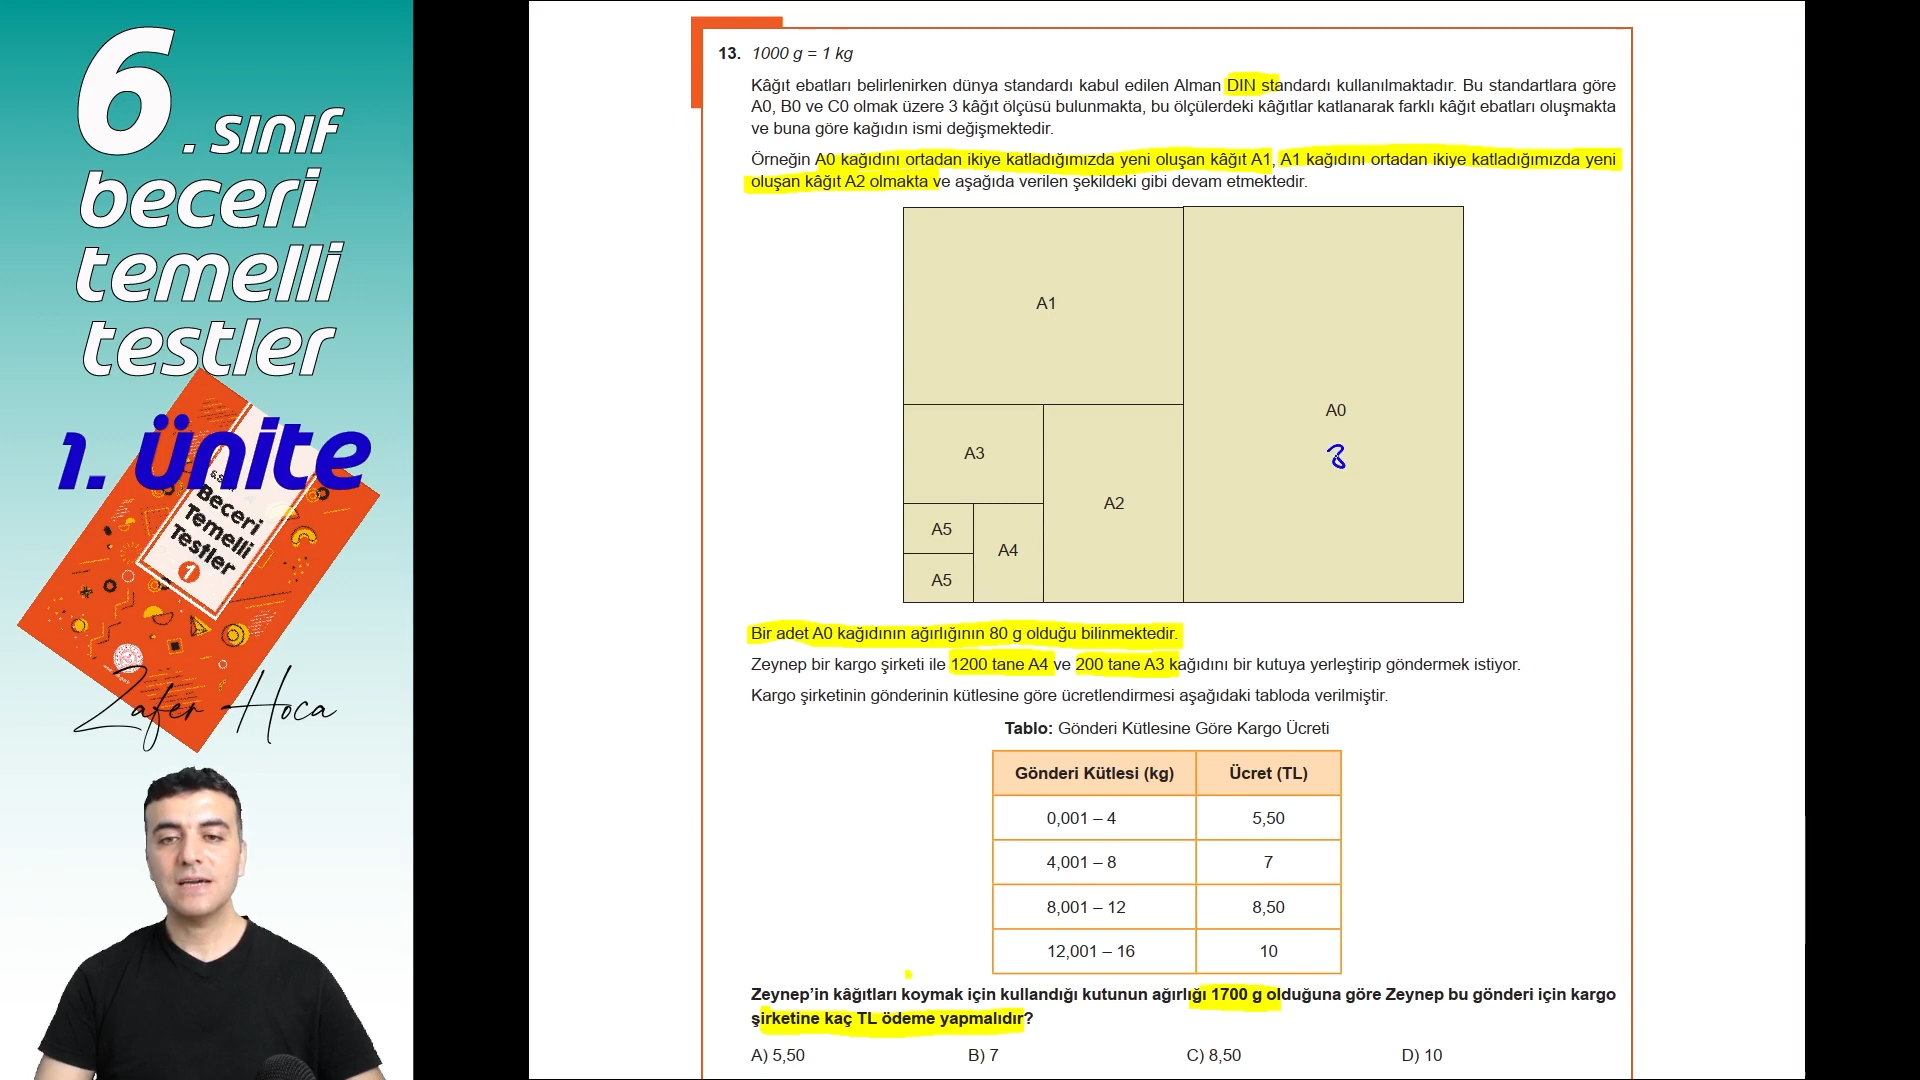 6. sınıf
beceri
temelli
testler
1. ünite
Beceri
Temelli
Testler
1
Zafer Hoca
13. 1000 g = 1 kg
Kâğıt ebatları belirlenirken dünya standardı kabul edilen Alman DIN standardı kullanılmaktadır. Bu standartlara göre
A0, B0 ve C0 olmak üzere 3 kâğıt ölçüsü bulunmakta, bu ölçülerdeki kâğıtlar katlanarak farklı kâğıt ebatları oluşmakta
ve buna göre kağıdın ismi değişmektedir.
Örneğin A0 kağıdını ortadan ikiye katladığımızda yeni oluşan kâğıt A1, A1 kağıdını ortadan ikiye katladığımızda yeni
oluşan kâğıt A2 olmakta ve aşağıda verilen şekildeki gibi devam etmektedir.
A1
A0
8
A3
A2
A5
A4
A5
Bir adet A0 kağıdının ağırlığının 80 g olduğu bilinmektedir.
Zeynep bir kargo şirketi ile 1200 tane A4 ve 200 tane A3 kağıdını bir kutuya yerleştirip göndermek istiyor.
Kargo şirketinin gönderinin kütlesine göre ücretlendirmesi aşağıdaki tabloda verilmiştir.
Tablo: Gönderi Kütlesine Göre Kargo Ücreti
Gönderi Kütlesi (kg) Ücret (TL)
0,001 – 4 5,50
4,001 – 8 7
8,001 – 12 8,50
12,001 – 16 10
Zeynep’in kâğıtları koymak için kullandığı kutunun ağırlığı 1700 g olduğuna göre Zeynep bu gönderi için kargo
şirketine kaç TL ödeme yapmalıdır?
A) 5,50 B) 7 C) 8,50 D) 10